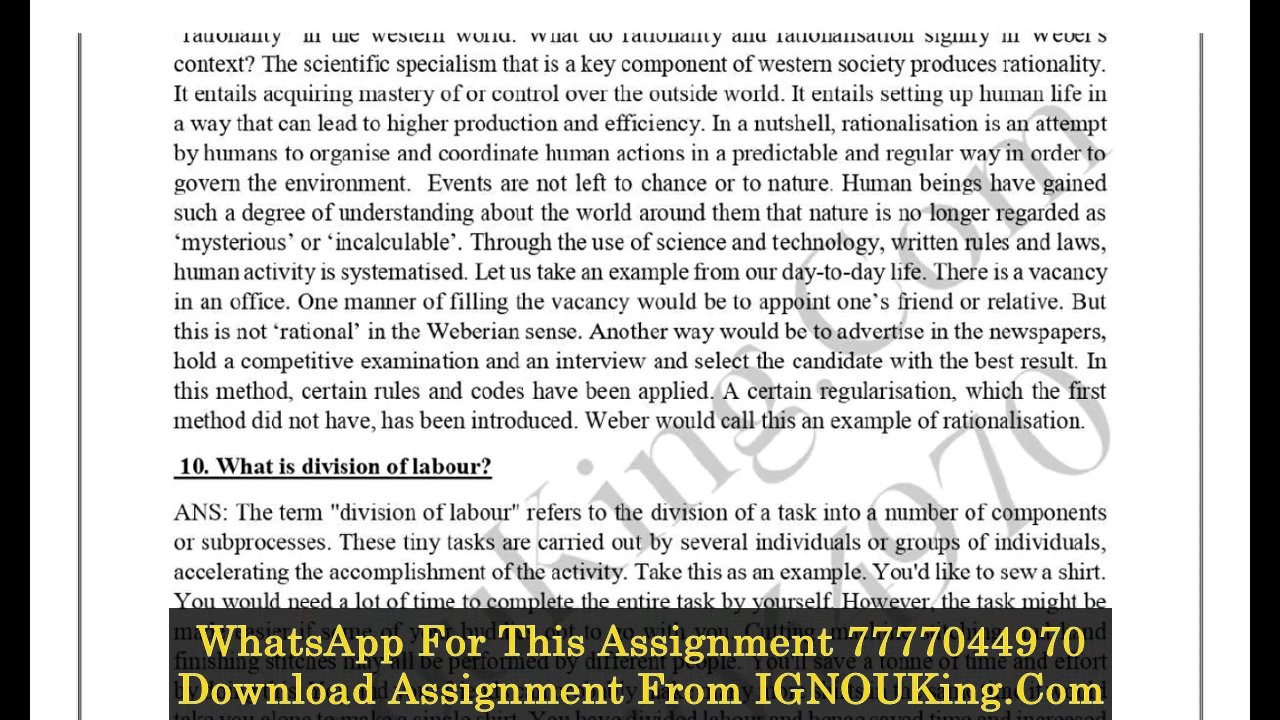 "rationality" in the western world. What do rationality and rationalisation signify in Weber's
context? The scientific specialism that is a key component of western society produces rationality.
It entails acquiring mastery of or control over the outside world. It entails setting up human life in
a way that can lead to higher production and efficiency. In a nutshell, rationalisation is an attempt
by humans to organise and coordinate human actions in a predictable and regular way in order to
govern the environment. Events are not left to chance or to nature. Human beings have gained
such a degree of understanding about the world around them that nature is no longer regarded as
‘mysterious’ or ‘incalculable’. Through the use of science and technology, written rules and laws,
human activity is systematised. Let us take an example from our day-to-day life. There is a vacancy
in an office. One manner of filling the vacancy would be to appoint one’s friend or relative. But
this is not ‘rational’ in the Weberian sense. Another way would be to advertise in the newspapers,
hold a competitive examination and an interview and select the candidate with the best result. In
this method, certain rules and codes have been applied. A certain regularisation, which the first
method did not have, has been introduced. Weber would call this an example of rationalisation.
10. What is division of labour?
ANS: The term "division of labour" refers to the division of a task into a number of components
or subprocesses. These tiny tasks are carried out by several individuals or groups of individuals,
accelerating the accomplishment of the activity. Take this as an example. You'd like to sew a shirt.
You would need a lot of time to complete the entire task by yourself. However, the task might be
WhatsApp For This Assignment 7777044970
Download Assignment From IGNOUKing.Com